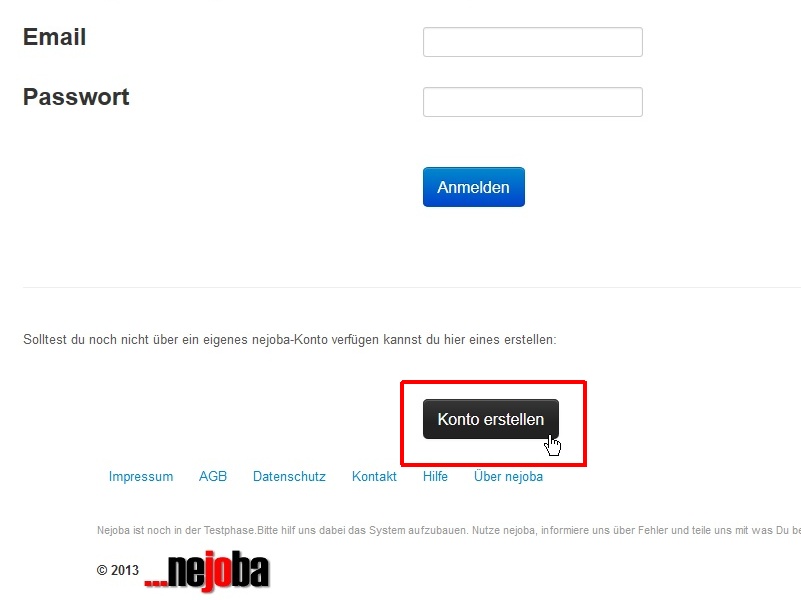 Email
Passwort
Anmelden
Solltest du noch nicht über ein eigenes nejoba-Konto verfügen kannst du hier eines erstellen:
Konto erstellen
Impressum AGB Datenschutz Kontakt Hilfe Über nejoba
Nejoba ist noch in der Testphase.Bitte hilf uns dabei das System aufzubauen. Nutze nejoba, informiere uns über Fehler und teile uns mit was Du be
© 2013 ...nejoba